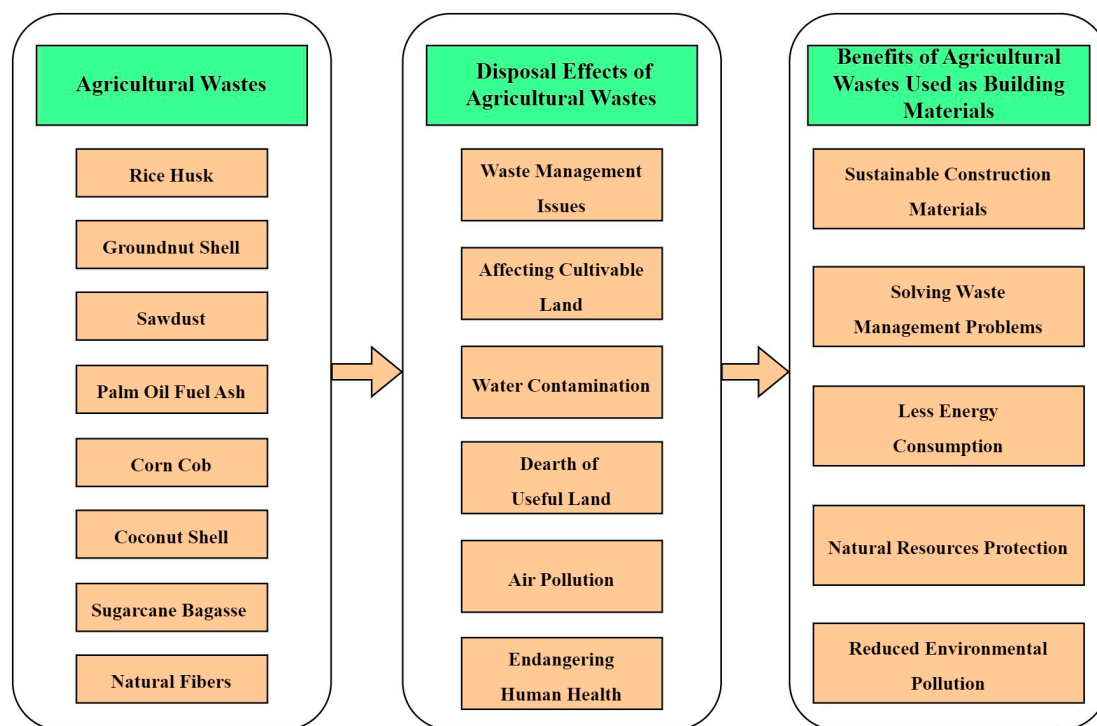 Agricultural Wastes
Rice Husk
Groundnut Shell
Sawdust
Palm Oil Fuel Ash
Corn Cob
Coconut Shell
Sugarcane Bagasse
Natural Fibers
Disposal Effects of
Agricultural Wastes
Waste Management
Issues
Affecting Cultivable
Land
Water Contamination
Dearth of
Useful Land
Air Pollution
Endangering
Human Health
Benefits of Agricultural
Wastes Used as Building
Materials
Sustainable Construction
Materials
Solving Waste
Management Problems
Less Energy
Consumption
Natural Resources Protection
Reduced Environmental
Pollution